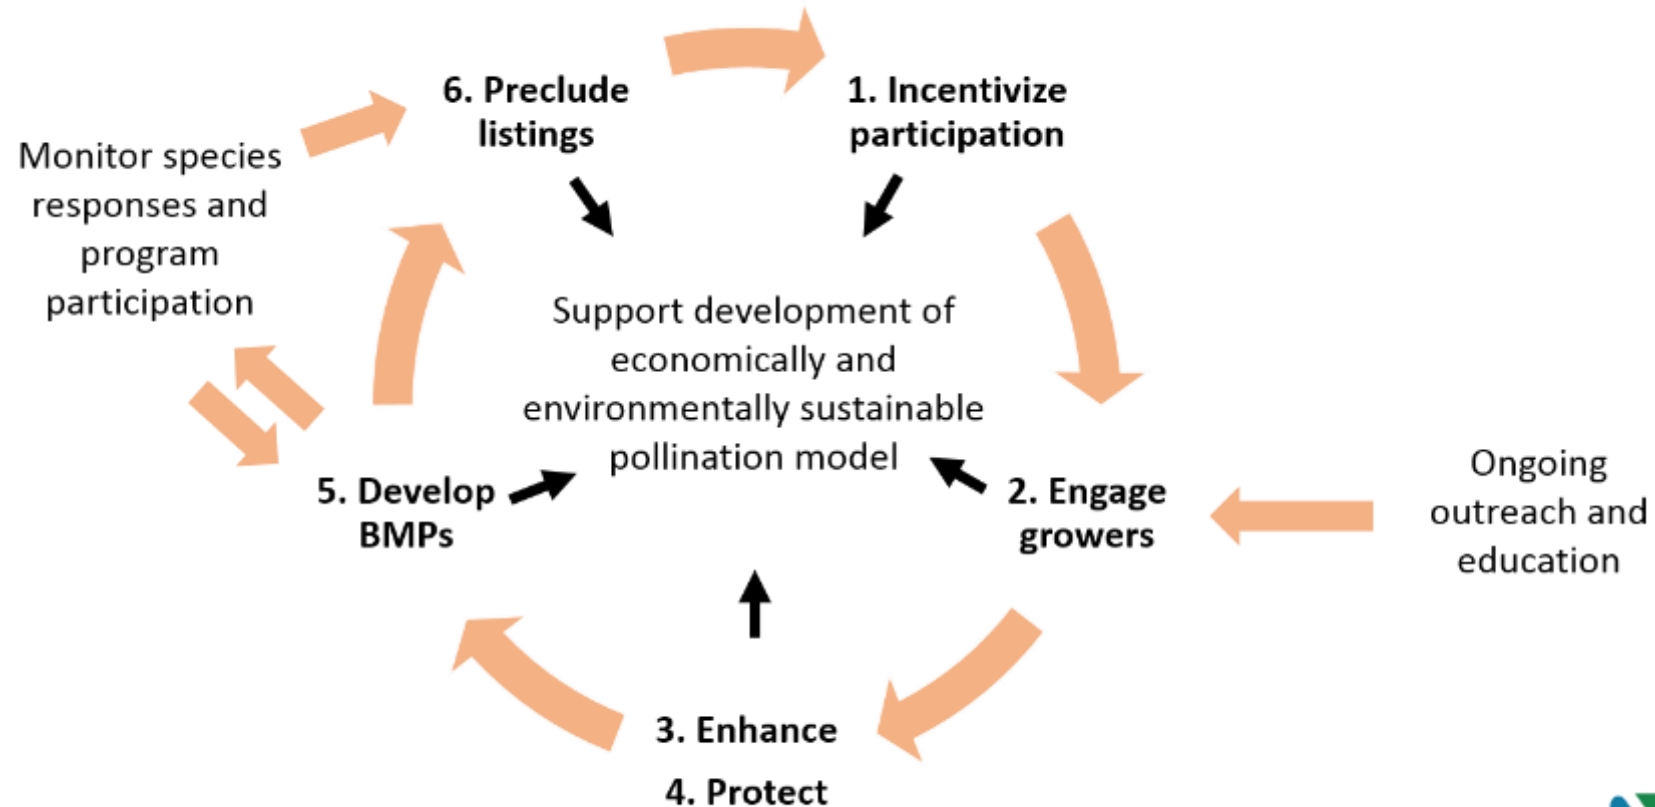 6. Preclude
listings
1. Incentivize
participation
Monitor species
responses and
program
participation
Support development of
economically and
environmentally sustainable
pollination model
5. Develop
BMPs
2. Engage
growers
Ongoing
outreach and
education
3. Enhance
4. Protect